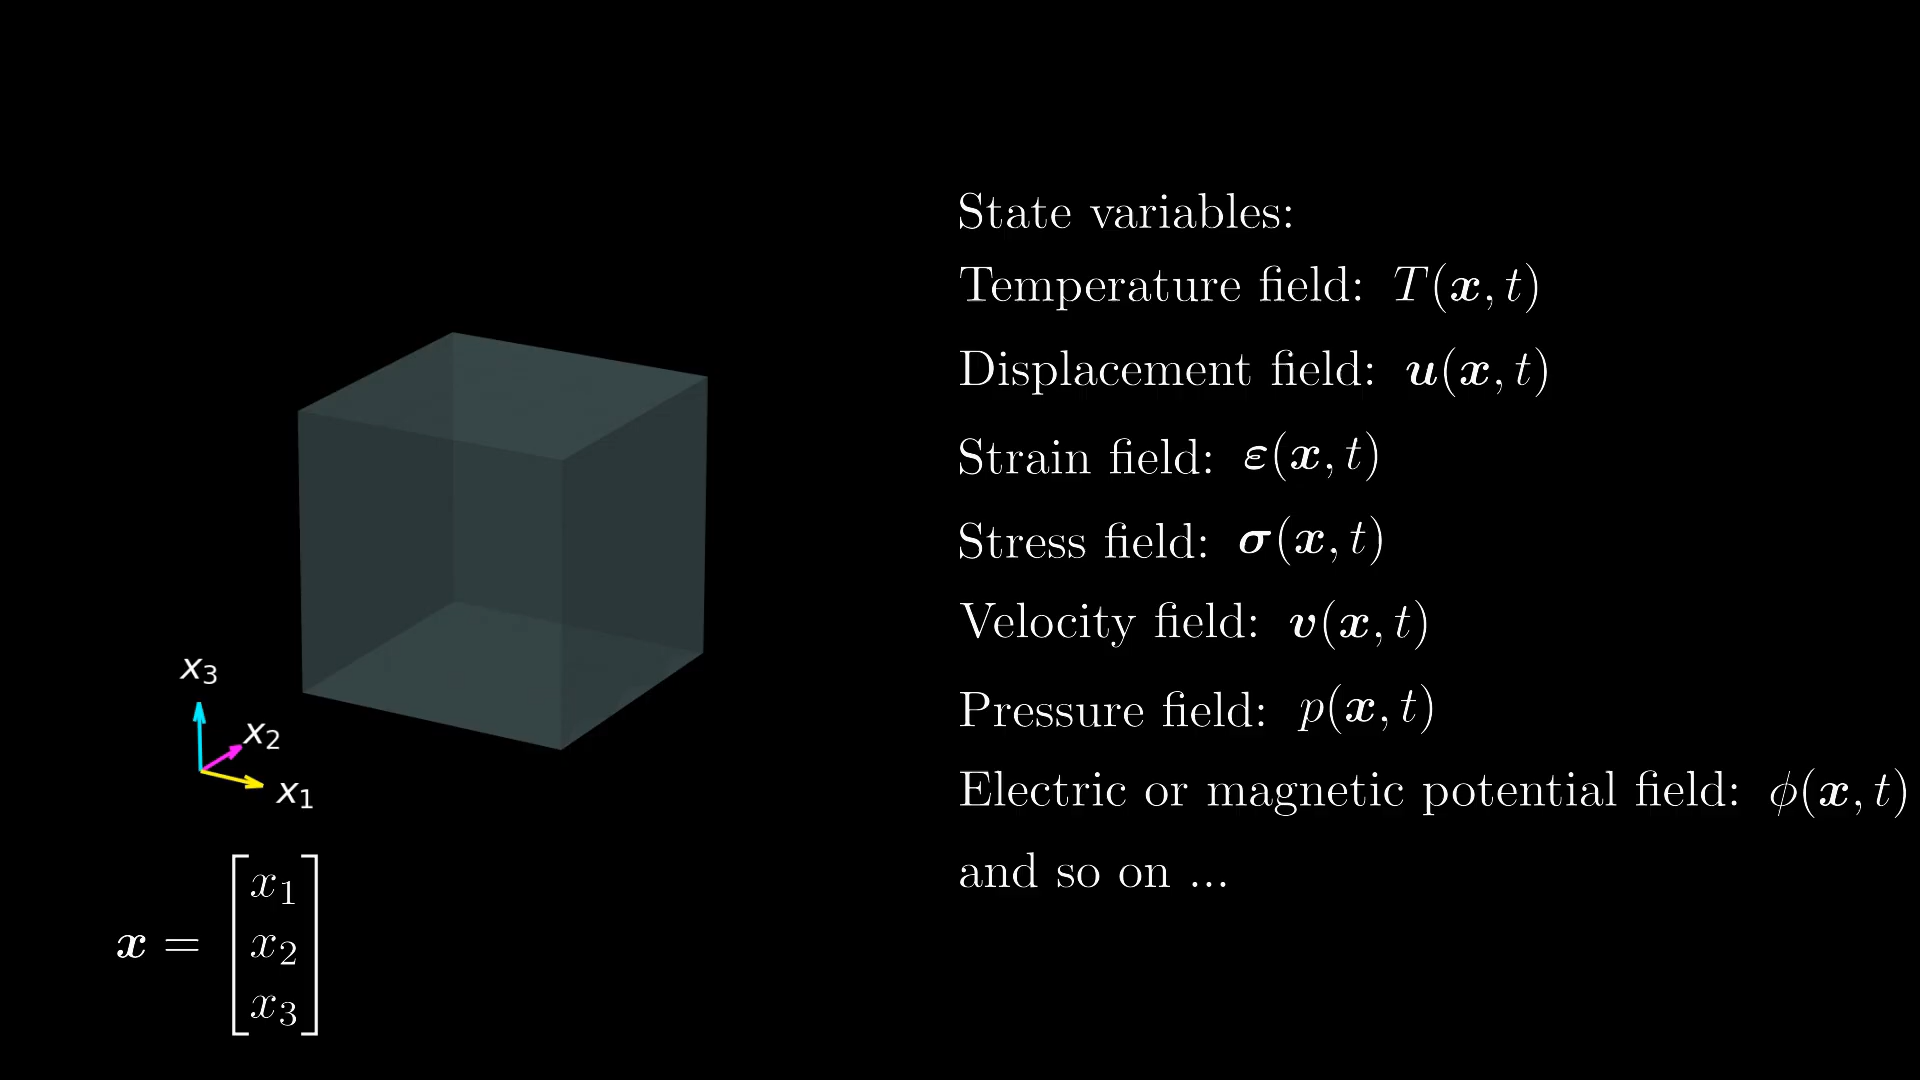 State variables:
Temperature field: T(𝒙, t)
Displacement field: 𝒖(𝒙, t)
Strain field: 𝜺(𝒙, t)
Stress field: 𝝈(𝒙, t)
Velocity field: 𝒗(𝒙, t)
Pressure field: p(𝒙, t)
Electric or magnetic potential field: ϕ(𝒙, t)
and so on ...
x₃
x₂
x₁
𝒙 = [x₁
x₂
x₃]